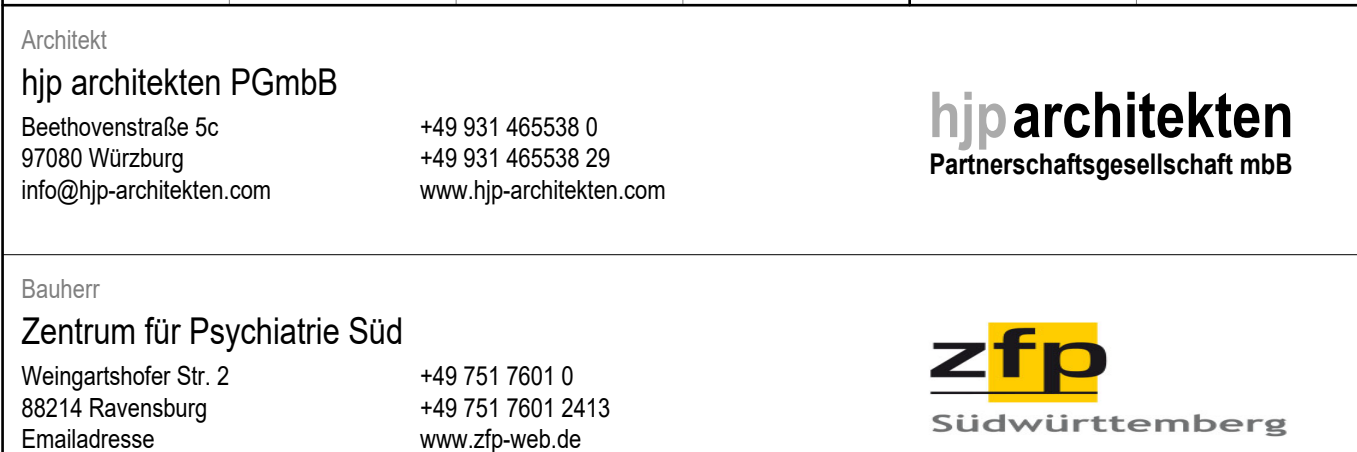 Architekt
hjp architekten PGmbB
Beethovenstraße 5c +49 931 465538 0
97080 Würzburg +49 931 465538 29
info@hjp-architekten.com www.hjp-architekten.com
hjparchitekten
Partnerschaftsgesellschaft mbB
Bauherr
Zentrum für Psychiatrie Süd
Weingartshofer Str. 2 +49 751 7601 0
88214 Ravensburg +49 751 7601 2413
Emailadresse www.zfp-web.de
zfp
Südwürttemberg